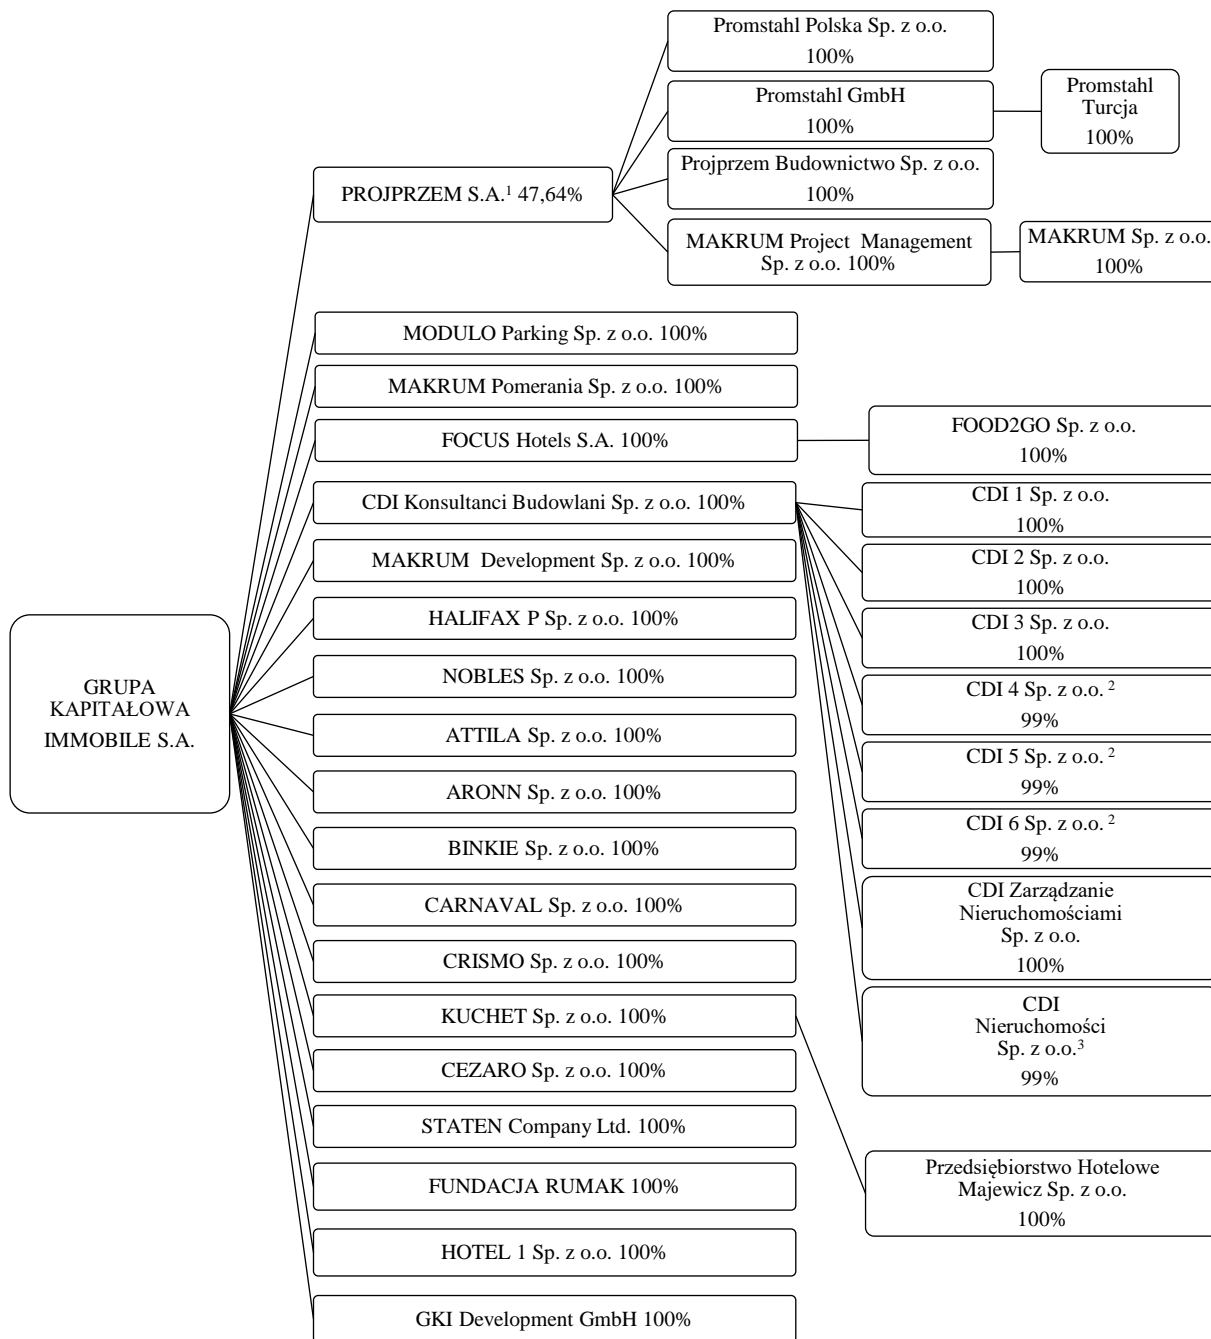 Promstahl Polska Sp. z o.o.
100%
Promstahl GmbH
100%
Promstahl
Turcja
100%
Projprzem Budownictwo Sp. z o.o.
100%
PROJPRZEM S.A.¹ 47,64%
MAKRUM Project Management
Sp. z o.o. 100%
MAKRUM Sp. z o.o.
100%
MODULO Parking Sp. z o.o. 100%
MAKRUM Pomerania Sp. z o.o. 100%
FOCUS Hotels S.A. 100%
FOOD2GO Sp. z o.o.
100%
CDI Konsultanci Budowlani Sp. z o.o. 100%
CDI 1 Sp. z o.o.
100%
CDI 2 Sp. z o.o.
100%
CDI 3 Sp. z o.o.
100%
CDI 4 Sp. z o.o. ²
99%
CDI 5 Sp. z o.o. ²
99%
CDI 6 Sp. z o.o. ²
99%
CDI Zarządzanie
Nieruchomościami
Sp. z o.o.
100%
CDI
Nieruchomości
Sp. z o.o.³
99%
MAKRUM Development Sp. z o.o. 100%
HALIFAX P Sp. z o.o. 100%
NOBLES Sp. z o.o. 100%
GRUPA
KAPITAŁOWA
IMMOBILE S.A.
ATTILA Sp. z o.o. 100%
ARONN Sp. z o.o. 100%
BINKIE Sp. z o.o. 100%
CARNAVAL Sp. z o.o. 100%
CRISMO Sp. z o.o. 100%
KUCHET Sp. z o.o. 100%
CEZARO Sp. z o.o. 100%
STATEN Company Ltd. 100%
FUNDACJA RUMAK 100%
Przedsiębiorstwo Hotelowe
Majewicz Sp. z o.o.
100%
HOTEL 1 Sp. z o.o. 100%
GKI Development GmbH 100%